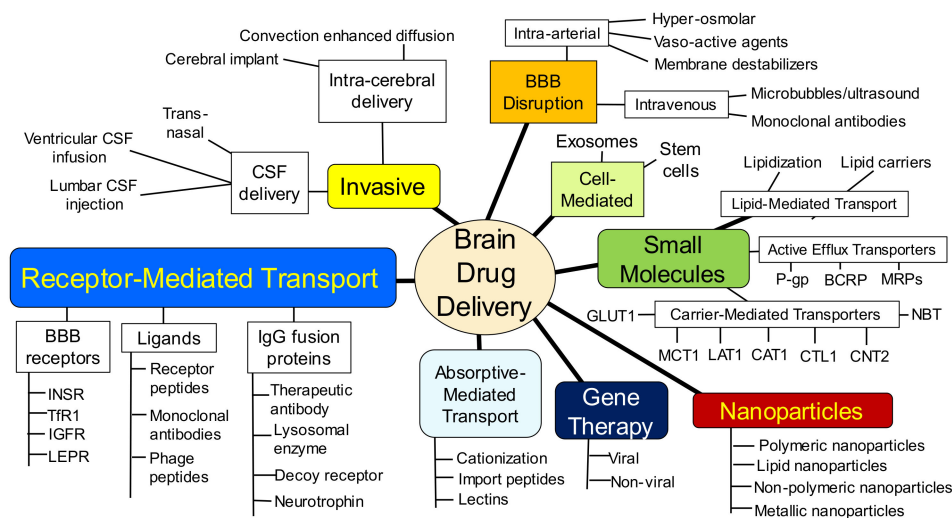 Convection enhanced diffusion
Cerebral implant
Intra-cerebral
delivery
Trans-
nasal
Ventricular CSF
infusion
Lumbar CSF
injection
CSF
delivery
Invasive
Intra-arterial
Hyper-osmolar
Vaso-active agents
Membrane destabilizers
BBB
Disruption
Intravenous
Microbubbles/ultrasound
Monoclonal antibodies
Exosomes
Stem
cells
Cell-
Mediated
Lipidization
Lipid carriers
Lipid-Mediated Transport
Brain
Drug
Delivery
Small
Molecules
Active Efflux Transporters
P-gp
BCRP
MRPs
GLUT1
Carrier-Mediated Transporters
NBT
MCT1
LAT1
CAT1
CTL1
CNT2
Receptor-Mediated Transport
BBB
receptors
INSR
TfR1
IGFR
LEPR
Ligands
Receptor
peptides
Monoclonal
antibodies
Phage
peptides
IgG fusion
proteins
Therapeutic
antibody
Lysosomal
enzyme
Decoy receptor
Neurotrophin
Absorptive-
Mediated
Transport
Cationization
Import peptides
Lectins
Gene
Therapy
Viral
Non-viral
Nanoparticles
Polymeric nanoparticles
Lipid nanoparticles
Non-polymeric nanoparticles
Metallic nanoparticles